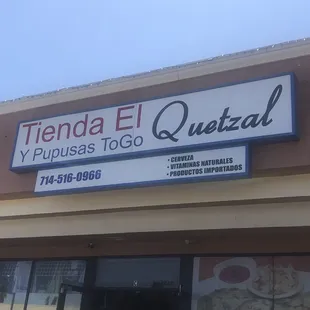 Tienda El Quetzal
Y Pupusas ToGo
714-516-0966
• CERVEZA
• VITAMINAS NATURALES
• PRODUCTOS IMPORTADOS